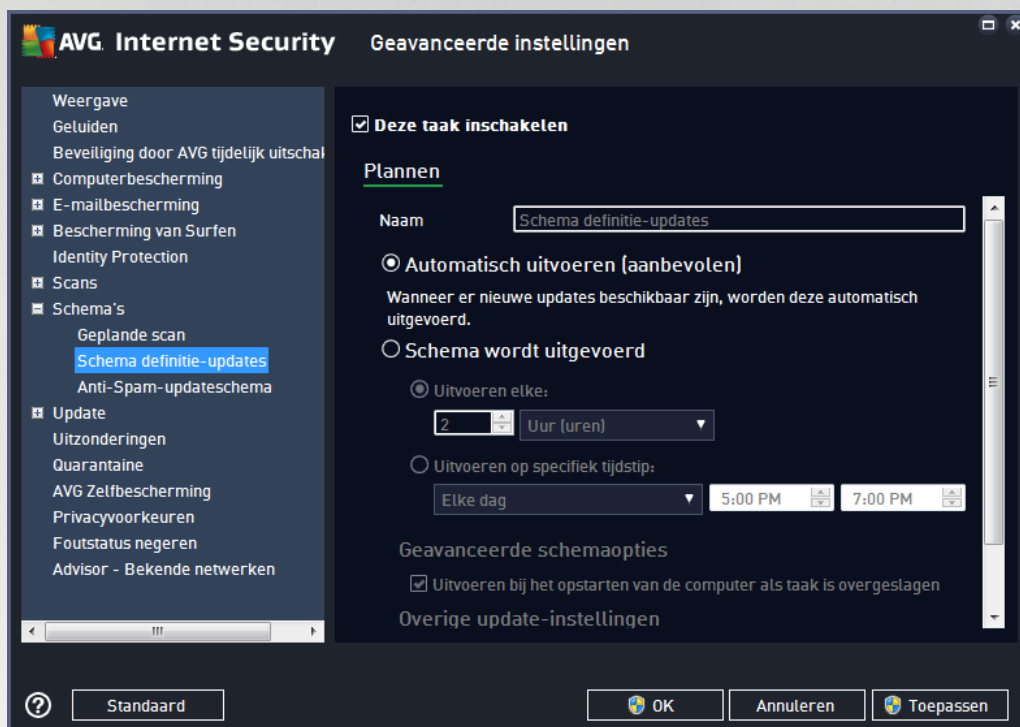 AVG. Internet Security
Geavanceerde instellingen
Weergave
Geluiden
Beveiliging door AVG tijdelijk uitschak
Computerbescherming
E-mailbescherming
Bescherming van Surfen
Identity Protection
Scans
Schema's
Geplande scan
Schema definitie-updates
Anti-Spam-updateschema
Update
Uitzonderingen
Quarantaine
AVG Zelfbescherming
Privacyvoorkeuren
Foutstatus negeren
Advisor - Bekende netwerken
Deze taak inschakelen
Plannen
Naam
Schema definitie-updates
Automatisch uitvoeren (aanbevolen)
Wanneer er nieuwe updates beschikbaar zijn, worden deze automatisch
uitgevoerd.
Schema wordt uitgevoerd
Uitvoeren elke:
2 Uur (uren)
Uitvoeren op specifiek tijdstip:
Elke dag 5:00 PM 7:00 PM
Geavanceerde schemaopties
Uitvoeren bij het opstarten van de computer als taak is overgeslagen
Overige update-instellingen
? Standaard OK Annuleren Toepassen